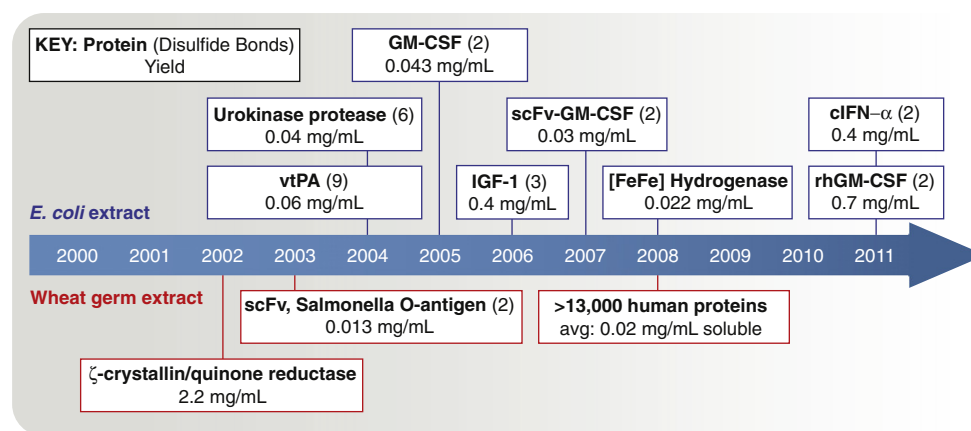 KEY: Protein (Disulfide Bonds)
Yield
GM-CSF (2)
0.043 mg/mL
Urokinase protease (6)
0.04 mg/mL
scFv-GM-CSF (2)
0.03 mg/mL
cIFN–α (2)
0.4 mg/mL
vtPA (9)
0.06 mg/mL
IGF-1 (3)
0.4 mg/mL
[FeFe] Hydrogenase
0.022 mg/mL
rhGM-CSF (2)
0.7 mg/mL
E. coli extract
2000 2001 2002 2003 2004 2005 2006 2007 2008 2009 2010 2011
Wheat germ extract
scFv, Salmonella O-antigen (2)
0.013 mg/mL
>13,000 human proteins
avg: 0.02 mg/mL soluble
ζ-crystallin/quinone reductase
2.2 mg/mL